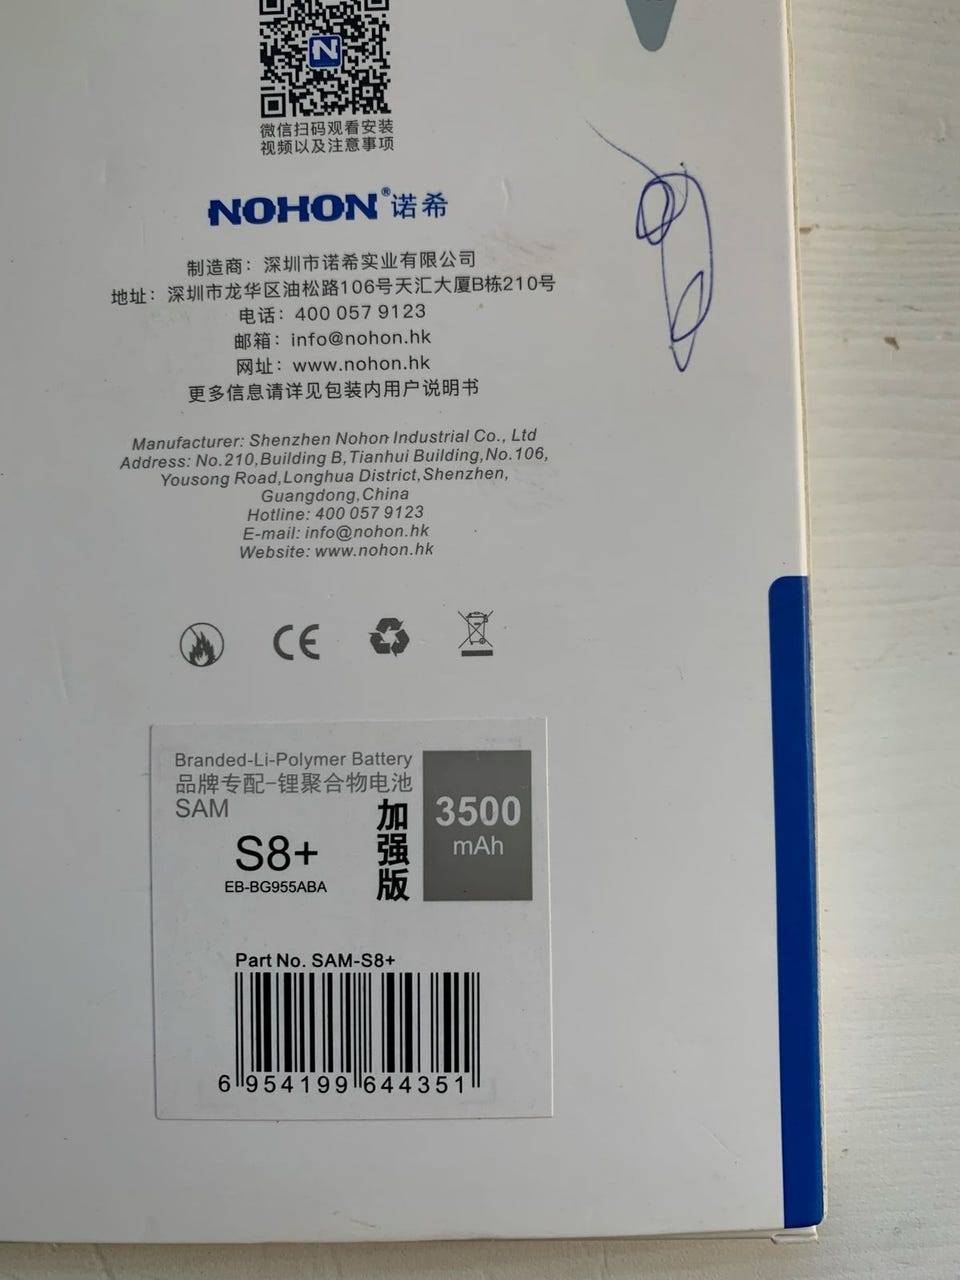 微信扫码观看安装
视频以及注意事项
NOHON®诺希
制造商：深圳市诺希实业有限公司
地址：深圳市龙华区油松路106号天汇大厦B栋210号
电话：400 057 9123
邮箱：info@nohon.hk
网址：www.nohon.hk
更多信息请详见包装内用户说明书
Manufacturer: Shenzhen Nohon Industrial Co., Ltd
Address: No.210,Building B,Tianhui Building,No.106,
Yousong Road,Longhua District,Shenzhen,
Guangdong,China
Hotline: 400 057 9123
E-mail: info@nohon.hk
Website: www.nohon.hk
CE
Branded-Li-Polymer Battery
品牌专配-锂聚合物电池
SAM
S8+
EB-BG955ABA
加强版
3500
mAh
Part No. SAM-S8+
6 954199 644351